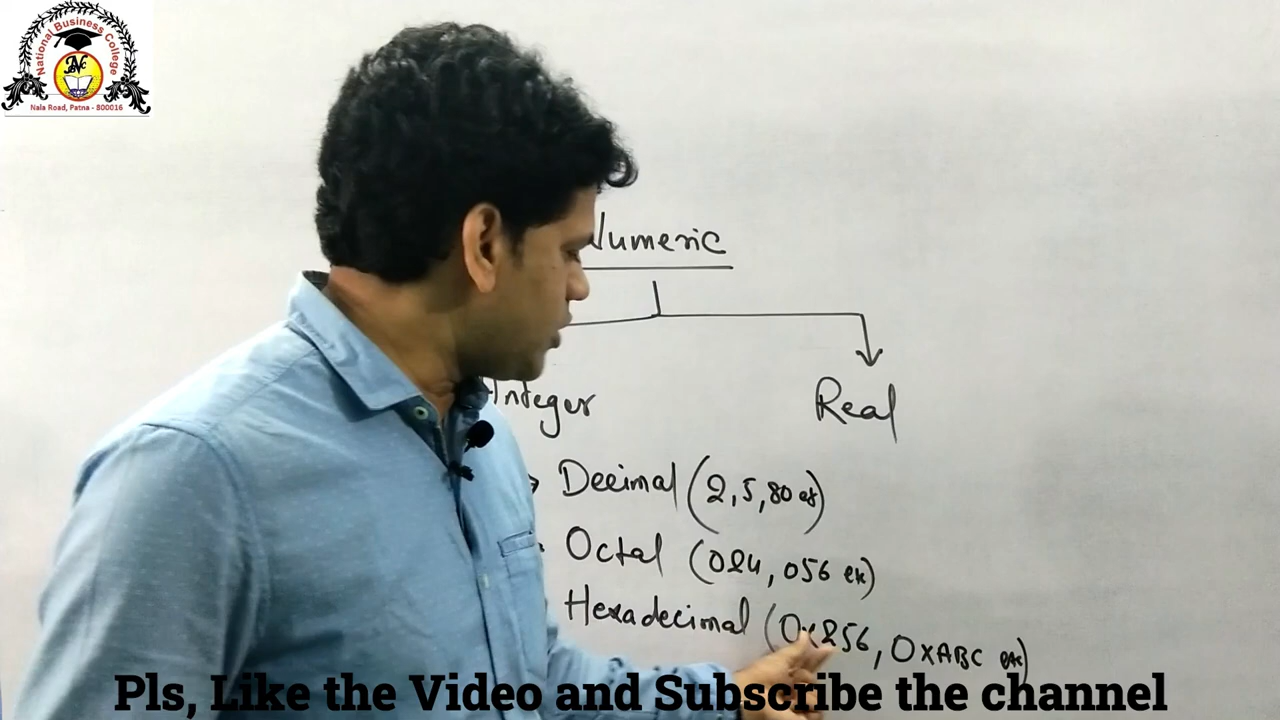 National Business College
NBC
Nala Road, Patna - 800016
Numeric
Integer
Real
Decimal (2, 5, 80 etc)
Octal (024, 056 etc)
Hexadecimal (0x256, 0xABC etc)
Pls, Like the Video and Subscribe the channel